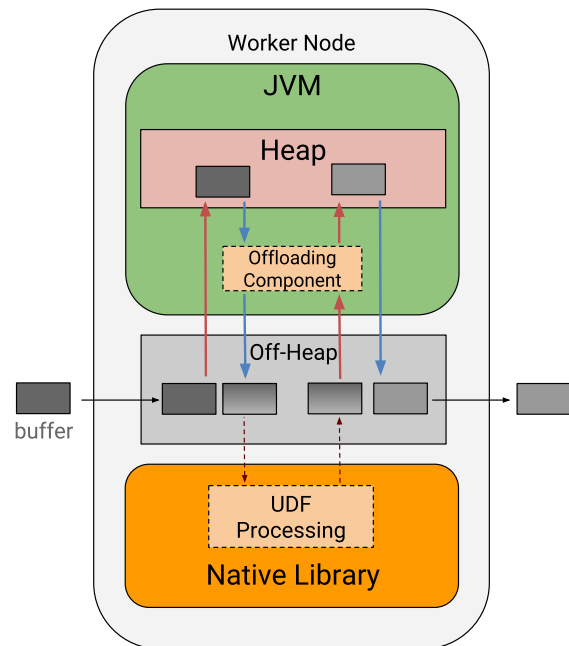 Worker Node
JVM
Heap
Offloading
Component
Off-Heap
buffer
UDF
Processing
Native Library